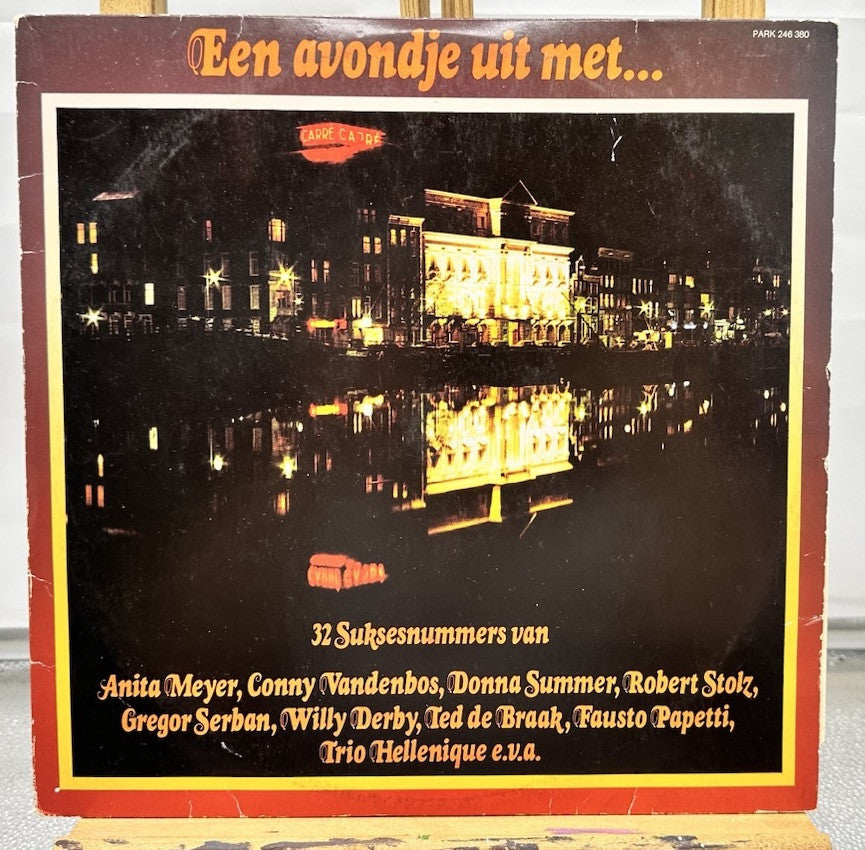 PARK 246 380
Een avondje uit met...
CARRÉ CARRÉ
32 Suksesnummers van
Anita Meyer, Conny Vandenbos, Donna Summer, Robert Stolz,
Gregor Serban, Willy Derby, Ted de Braak, Fausto Papetti,
Trio Hellenique e.v.a.